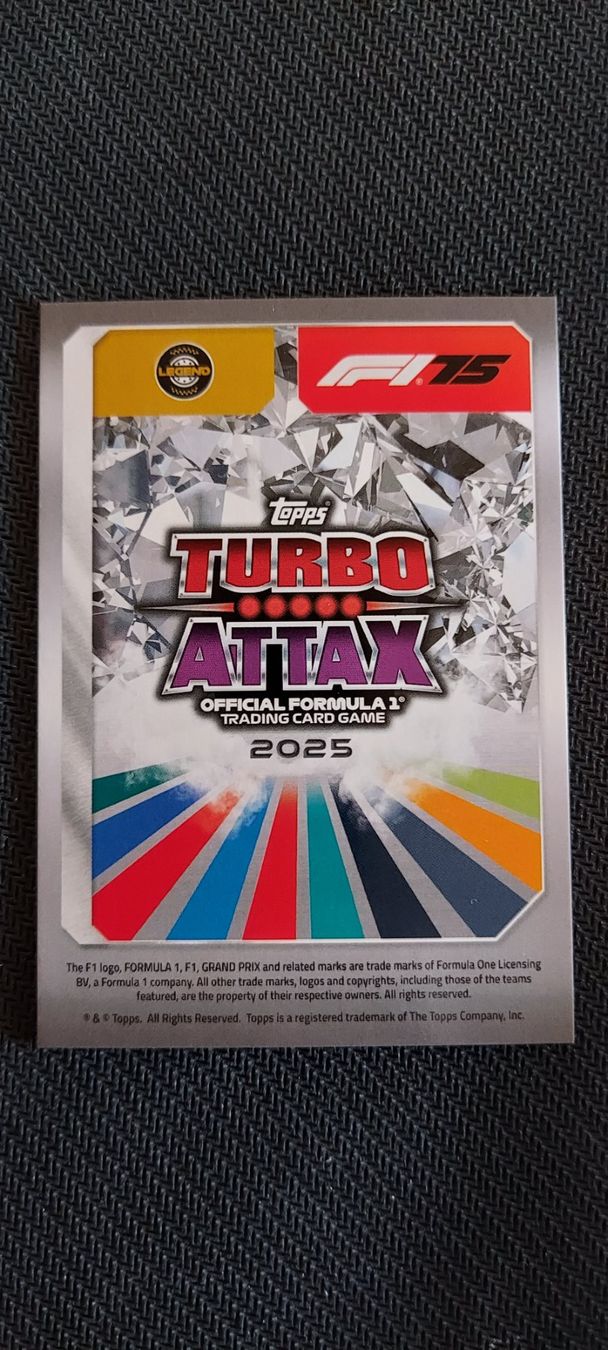 LEGEND
F1® 75
Topps
TURBO
ATTAX
OFFICIAL FORMULA 1®
TRADING CARD GAME
2025
The F1 logo, FORMULA 1, F1, GRAND PRIX and related marks are trade marks of Formula One Licensing
BV, a Formula 1 company. All other trade marks, logos and copyrights, including those of the teams
featured, are the property of their respective owners. All rights reserved.
® & © Topps. All Rights Reserved. Topps is a registered trademark of The Topps Company, Inc.